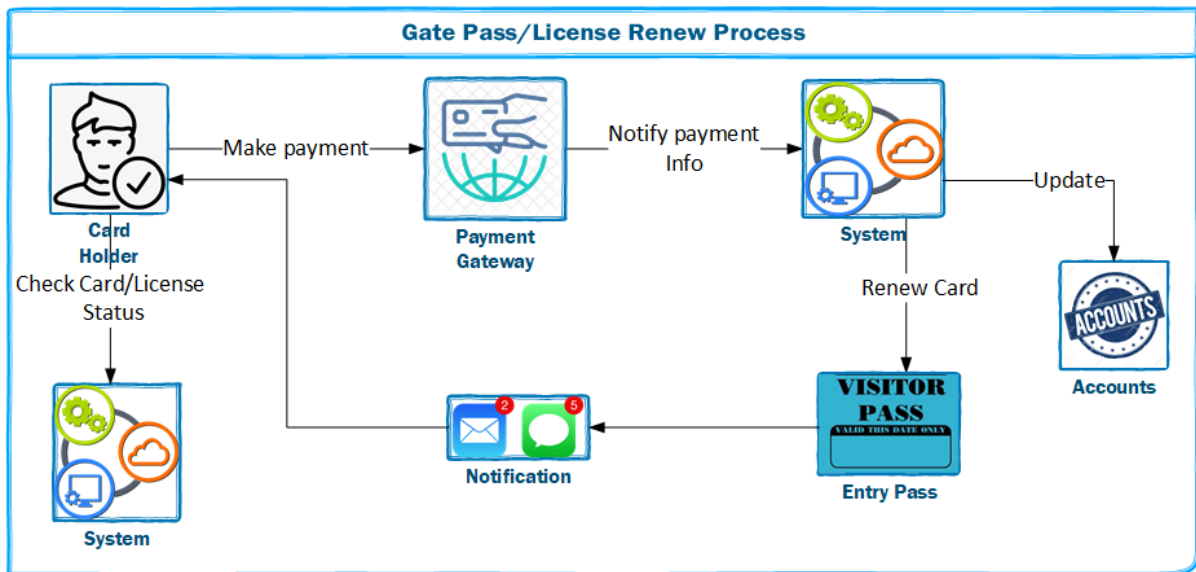 Gate Pass/License Renew Process
Make payment
Notify payment
Info
Update
Card
Holder
Payment
Gateway
System
Check Card/License
Status
Renew Card
ACCOUNTS
Accounts
VISITOR
PASS
VALID THIS DATE ONLY
2
5
Notification
Entry Pass
System